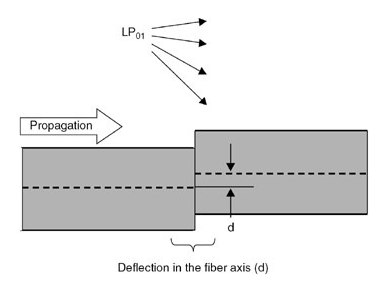 LP01
Propagation
d
Deflection in the fiber axis (d)